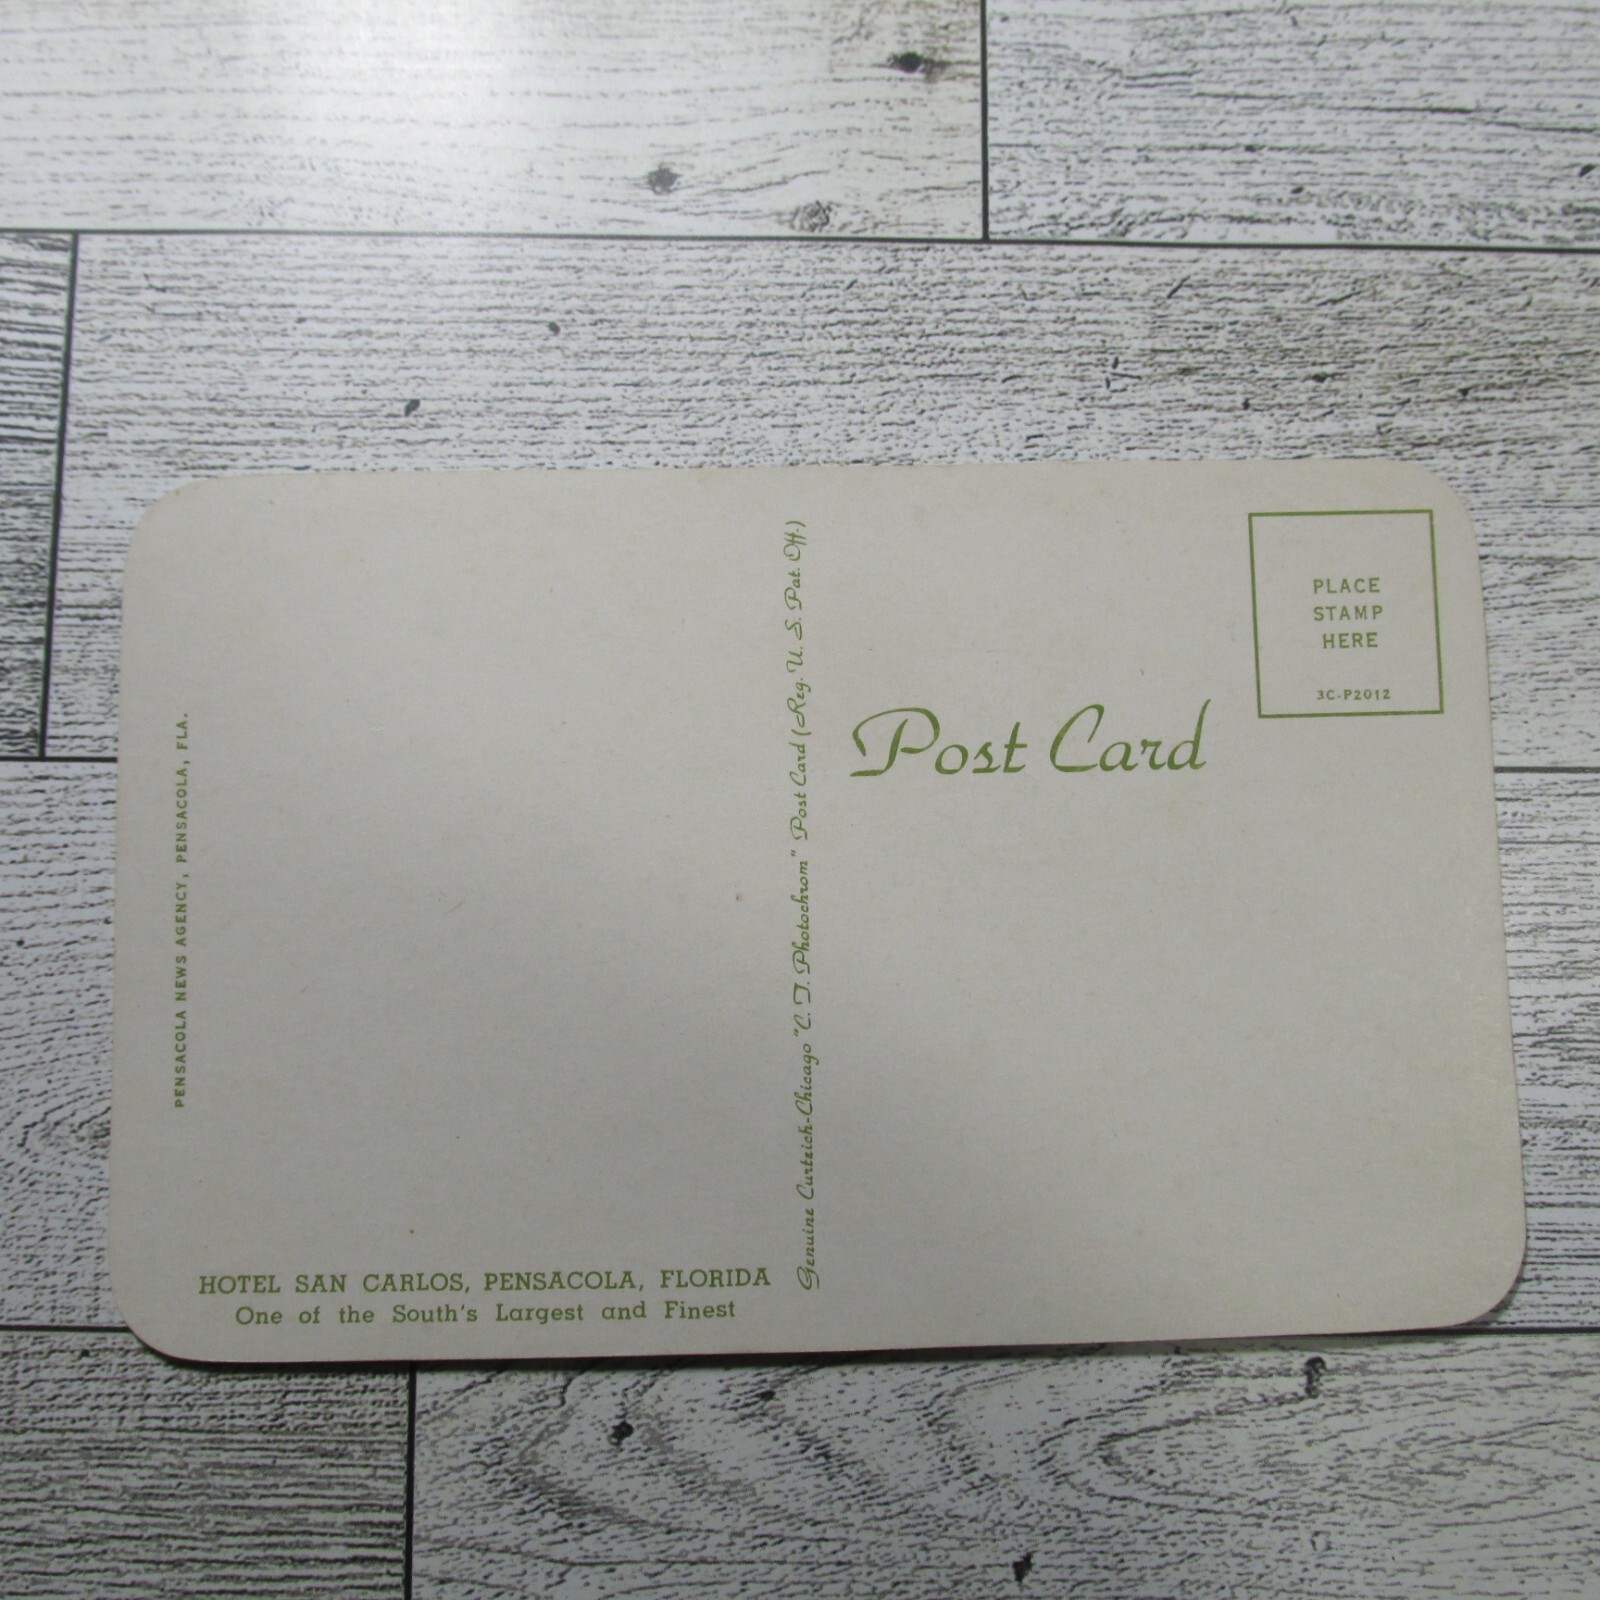 PENSACOLA NEWS AGENCY, PENSACOLA, FLA.
HOTEL SAN CARLOS, PENSACOLA, FLORIDA
One of the South's Largest and Finest
Genuine Curteich-Chicago "C. T. Photochrom" Post Card (Reg. U. S. Pat. Off.)
Post Card
PLACE
STAMP
HERE
3C-P2012